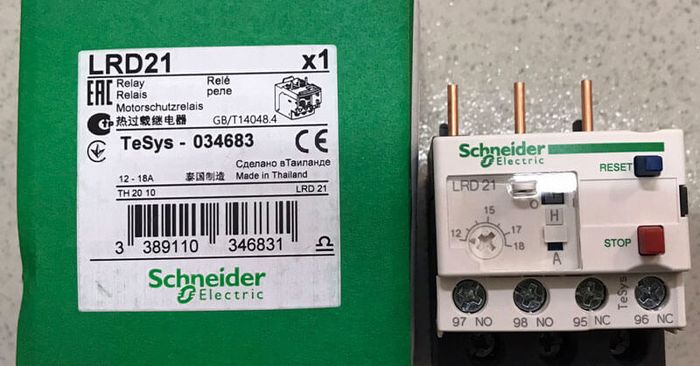 LRD21 x1
EAC Relay Relé
Relais реле
Motorschutzrelais
热过载继电器 GB/T14048.4
TeSys - 034683 CE
Сделано вТаиланде
12 - 18A 泰国制造 Made in Thailand
TH 20 10 LRD 21
3 389110 346831
Schneider
Electric
Schneider
Electric
RESET
LRD 21
O
H
15
12 17
18
A
STOP
TeSys
97 NO 98 NO 95 NC 96 NC